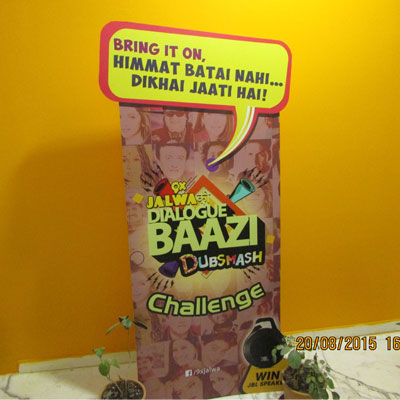 BRING IT ON,
HIMMAT BATAI NAHI...
DIKHAI JAATI HAI!
9X
JALWA
DIALOGUE
BAAZI
DUBSMASH
Challenge
WIN
JBL SPEAKER
/9xjalwa
20/08/2015 16